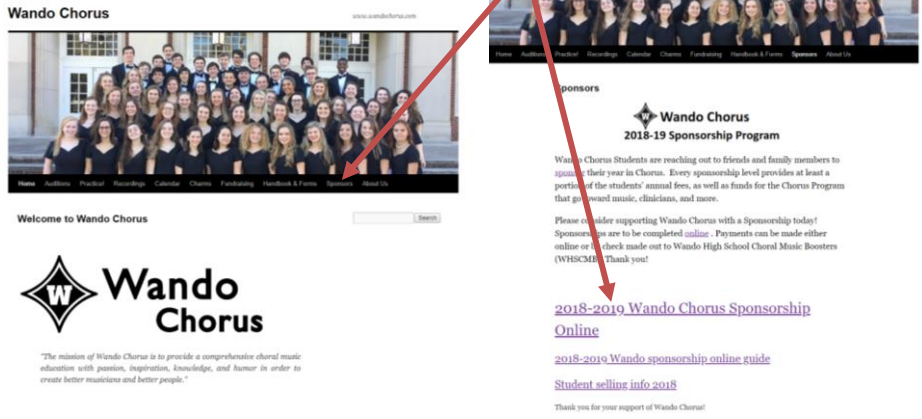 Wando Chorus
www.wandochorus.com
Home Auditions Practice! Recordings Calendar Charms Fundraising Handbook & Forms Sponsors About Us
Welcome to Wando Chorus
Search
W
Wando
Chorus
"The mission of Wando Chorus is to provide a comprehensive choral music
education with passion, inspiration, knowledge, and humor in order to
create better musicians and better people."
Home Auditions Practice! Recordings Calendar Charms Fundraising Handbook & Forms Sponsors About Us
Sponsors
W Wando Chorus
2018-19 Sponsorship Program
Wando Chorus Students are reaching out to friends and family members to
sponsor their year in Chorus. Every sponsorship level provides at least a
portion of the students' annual fees, as well as funds for the Chorus Program
that go toward music, clinicians, and more.
Please consider supporting Wando Chorus with a Sponsorship today!
Sponsorships are to be completed online . Payments can be made either
online or by check made out to Wando High School Choral Music Boosters
(WHSCMB) Thank you!
2018-2019 Wando Chorus Sponsorship
Online
2018-2019 Wando sponsorship online guide
Student selling info 2018
Thank you for your support of Wando Chorus!